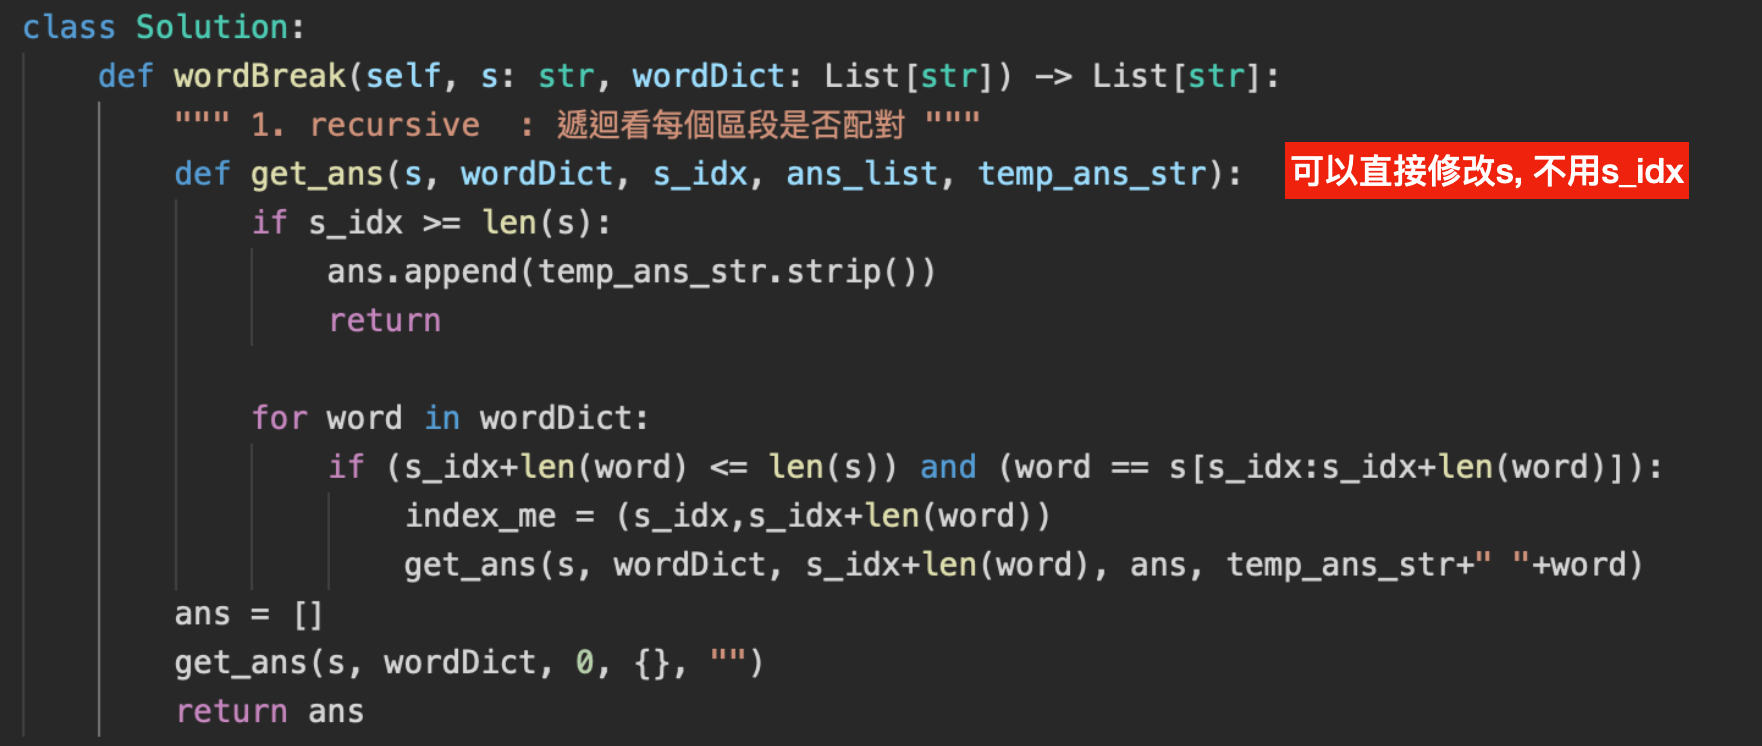 class Solution:
    def wordBreak(self, s: str, wordDict: List[str]) -> List[str]:
        """ 1. recursive  : 遞迴看每個區段是否配對 """
        def get_ans(s, wordDict, s_idx, ans_list, temp_ans_str):
可以直接修改s, 不用s_idx
            if s_idx >= len(s):
                ans.append(temp_ans_str.strip())
                return
            for word in wordDict:
                if (s_idx+len(word) <= len(s)) and (word == s[s_idx:s_idx+len(word)]):
                    index_me = (s_idx,s_idx+len(word))
                    get_ans(s, wordDict, s_idx+len(word), ans, temp_ans_str+" "+word)
        ans = []
        get_ans(s, wordDict, 0, {}, "")
        return ans